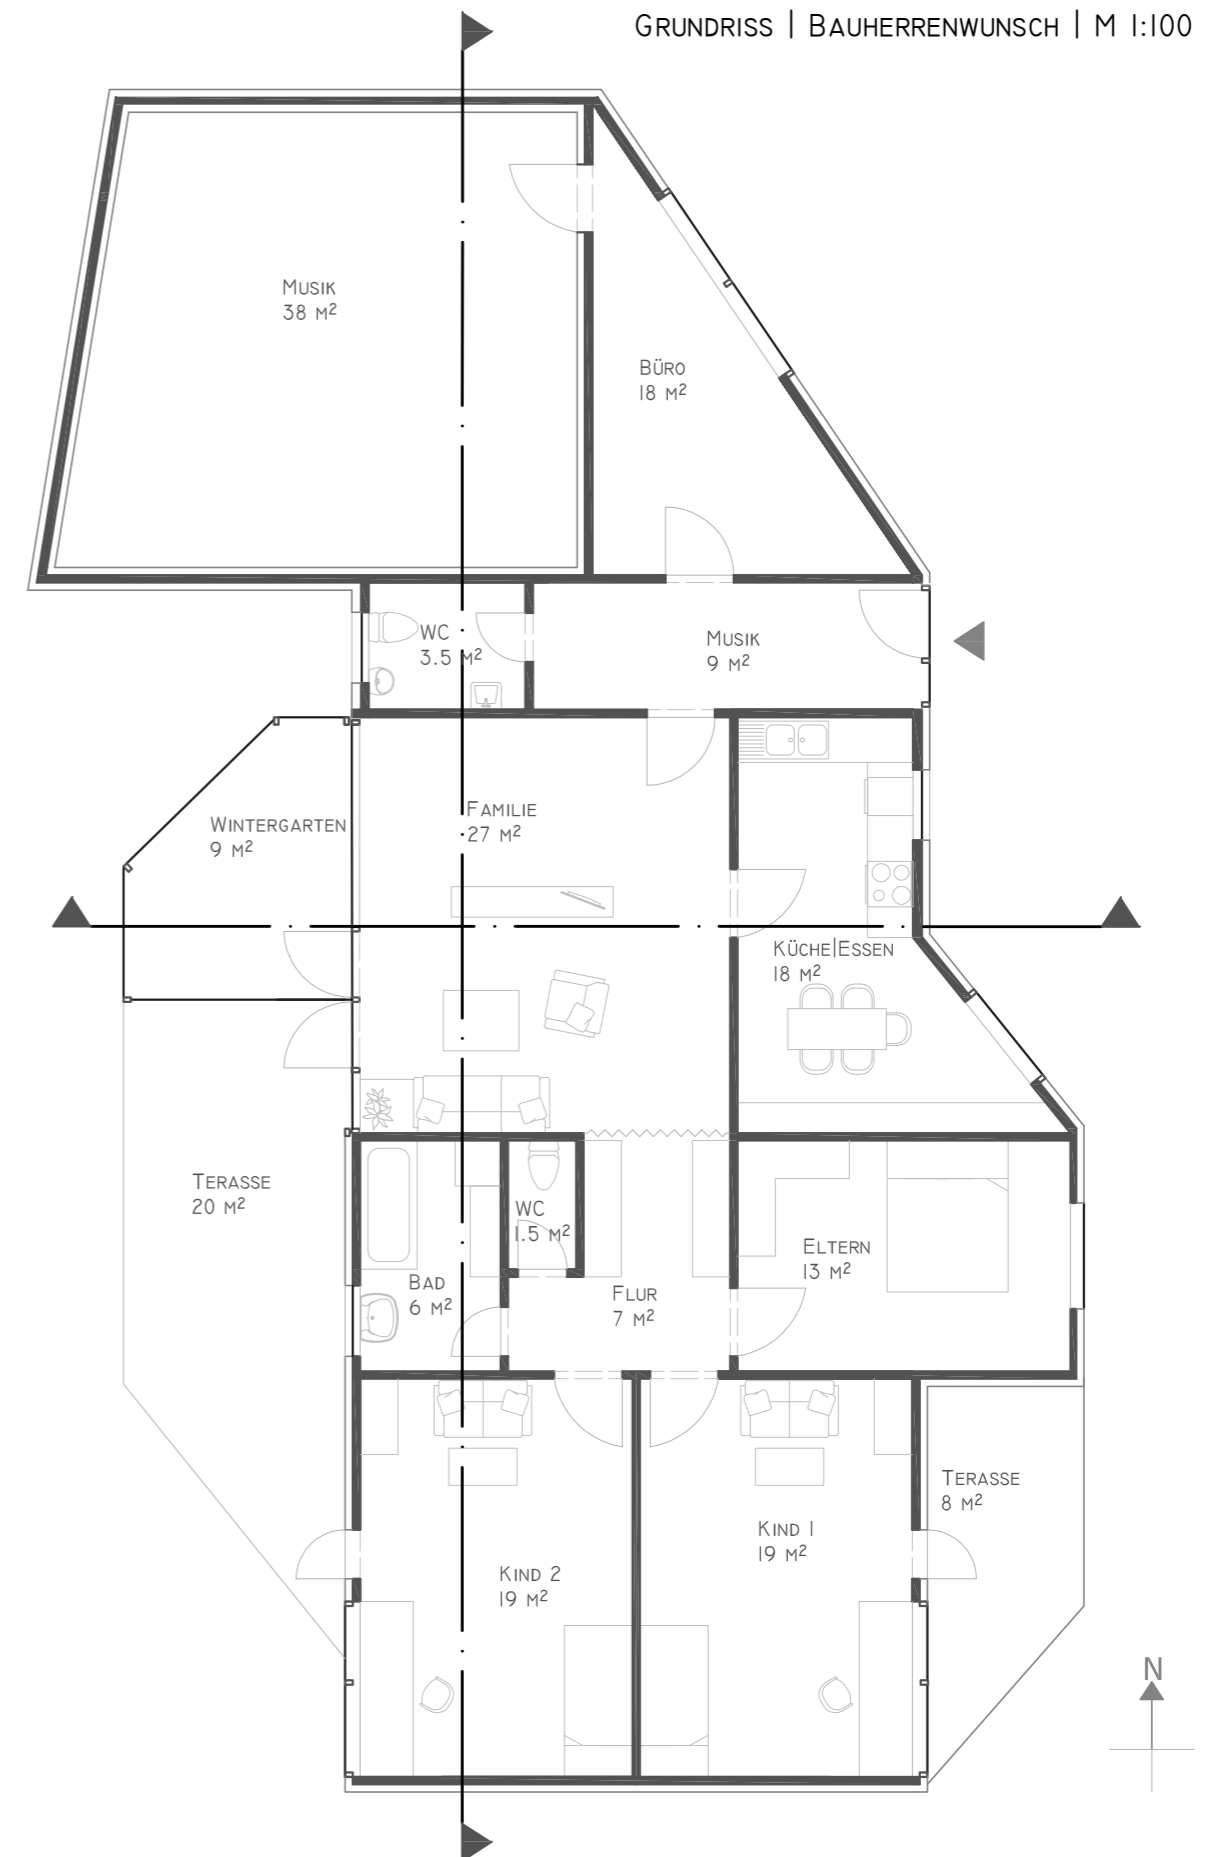 Grundriss | Bauherrenwunsch | M 1:100
Musik
38 m²
Büro
18 m²
WC
3.5 m²
Musik
9 m²
Familie
27 m²
Wintergarten
9 m²
Küche|Essen
18 m²
Terasse
20 m²
WC
1.5 m²
Eltern
13 m²
Bad
6 m²
Flur
7 m²
Terasse
8 m²
Kind 1
19 m²
Kind 2
19 m²
N